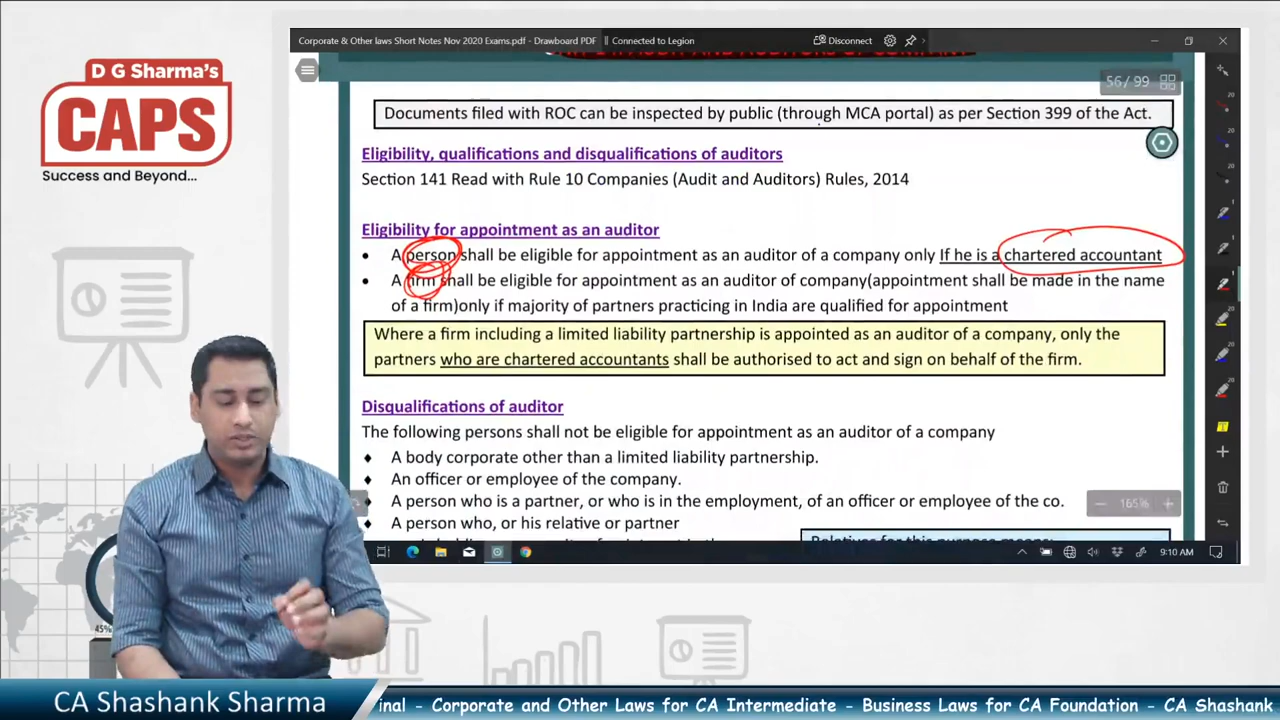 D G Sharma's
CAPS
Success and Beyond...
Corporate & Other laws Short Notes Nov 2020 Exams.pdf - Drawboard PDF
Connected to Legion
Disconnect
56 / 99
Documents filed with ROC can be inspected by public (through MCA portal) as per Section 399 of the Act.
Eligibility, qualifications and disqualifications of auditors
Section 141 Read with Rule 10 Companies (Audit and Auditors) Rules, 2014
Eligibility for appointment as an auditor
• A person shall be eligible for appointment as an auditor of a company only If he is a chartered accountant
• A firm shall be eligible for appointment as an auditor of company(appointment shall be made in the name
of a firm)only if majority of partners practicing in India are qualified for appointment
Where a firm including a limited liability partnership is appointed as an auditor of a company, only the
partners who are chartered accountants shall be authorised to act and sign on behalf of the firm.
Disqualifications of auditor
The following persons shall not be eligible for appointment as an auditor of a company
♦ A body corporate other than a limited liability partnership.
♦ An officer or employee of the company.
♦ A person who is a partner, or who is in the employment, of an officer or employee of the co.
165%
♦ A person who, or his relative or partner
Relatives for this purpose means:
9:10 AM
45%
CA Shashank Sharma
inal - Corporate and Other Laws for CA Intermediate - Business Laws for CA Foundation - CA Shashank